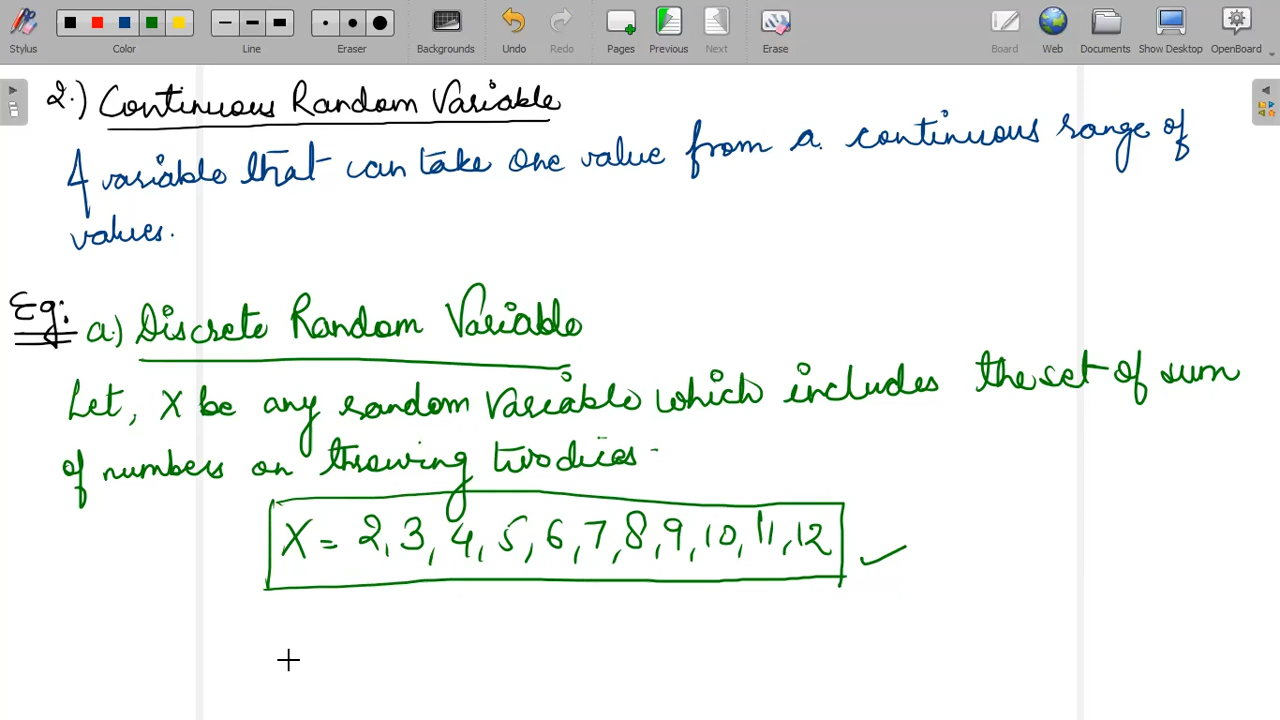 Stylus Color Line Eraser Backgrounds Undo Redo Pages Previous Next Erase Board Web Documents Show Desktop OpenBoard
2.) Continuous Random Variable
A variable that can take one value from a continuous range of
values.
Eg: a.) Discrete Random Variable
Let, X be any random variable which includes the set of sum
of numbers on throwing two dices.
X = 2, 3, 4, 5, 6, 7, 8, 9, 10, 11, 12